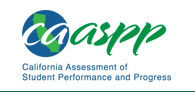 caaspp
California Assessment of
Student Performance and Progress